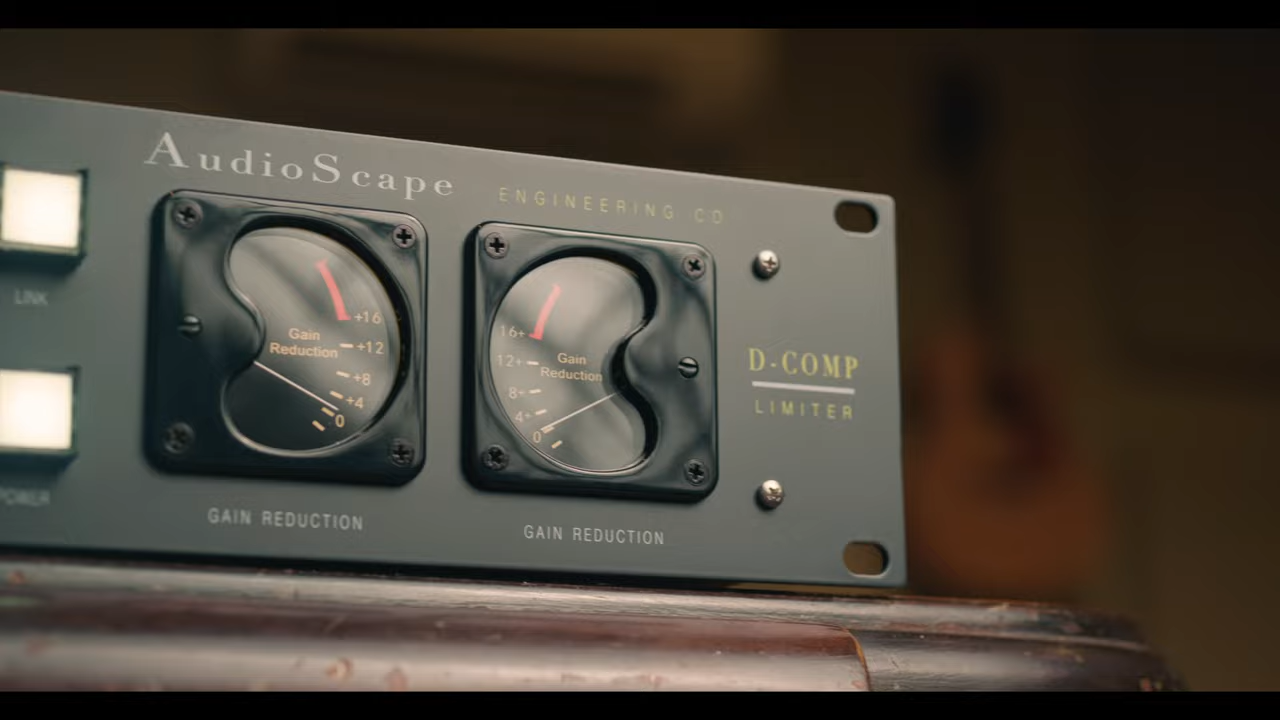 AudioScape
ENGINEERING CO
LINK
Gain
Reduction
+16
+12
+8
+4
0
Gain
Reduction
16+
12+
8+
4+
0
D-COMP
LIMITER
POWER
GAIN REDUCTION
GAIN REDUCTION